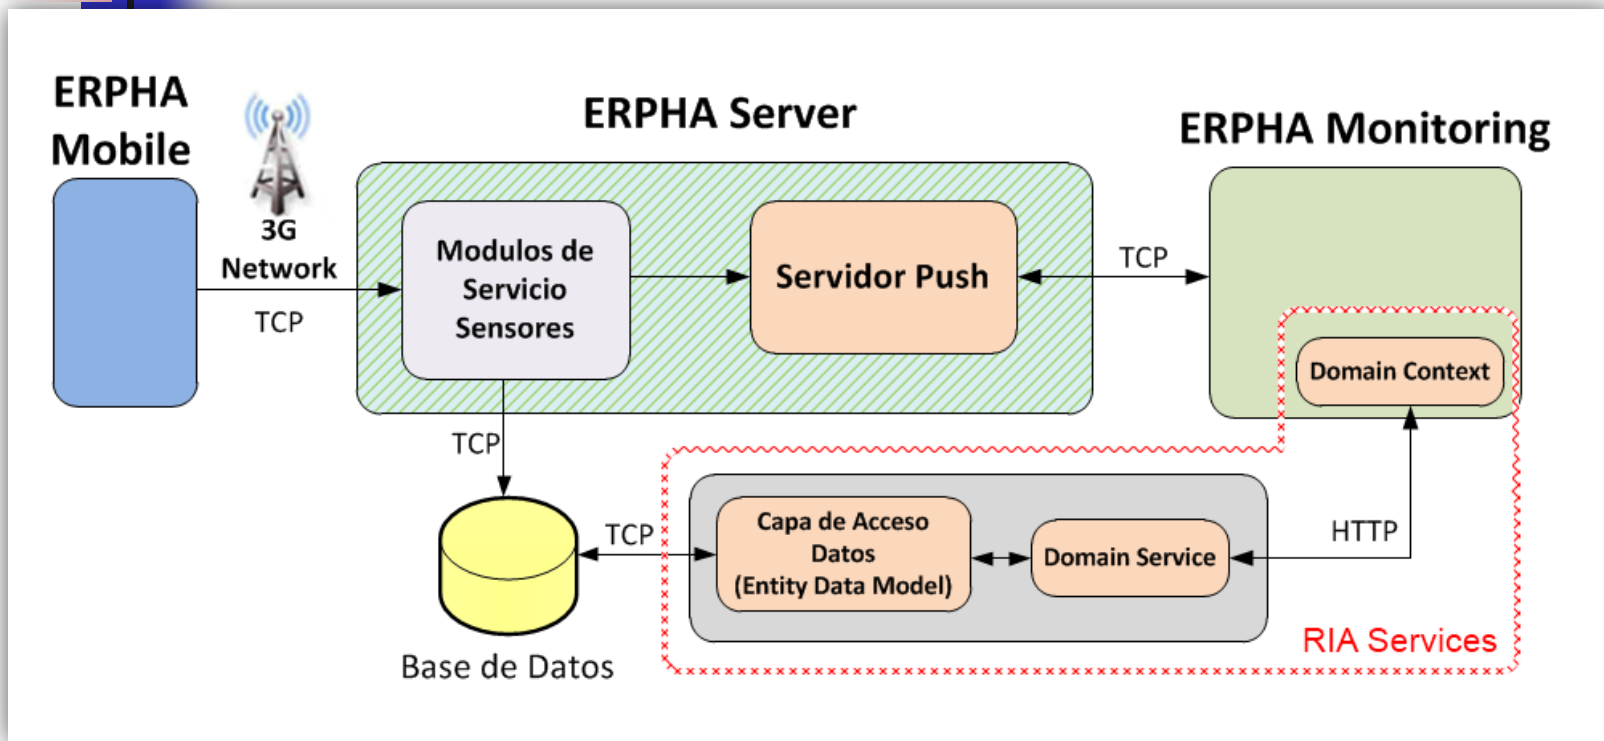 ERPHA
Mobile
3G
Network
TCP
ERPHA Server
Modulos de
Servicio
Sensores
Servidor Push
TCP
ERPHA Monitoring
Domain Context
TCP
TCP
Capa de Acceso
Datos
(Entity Data Model)
Domain Service
HTTP
RIA Services
Base de Datos